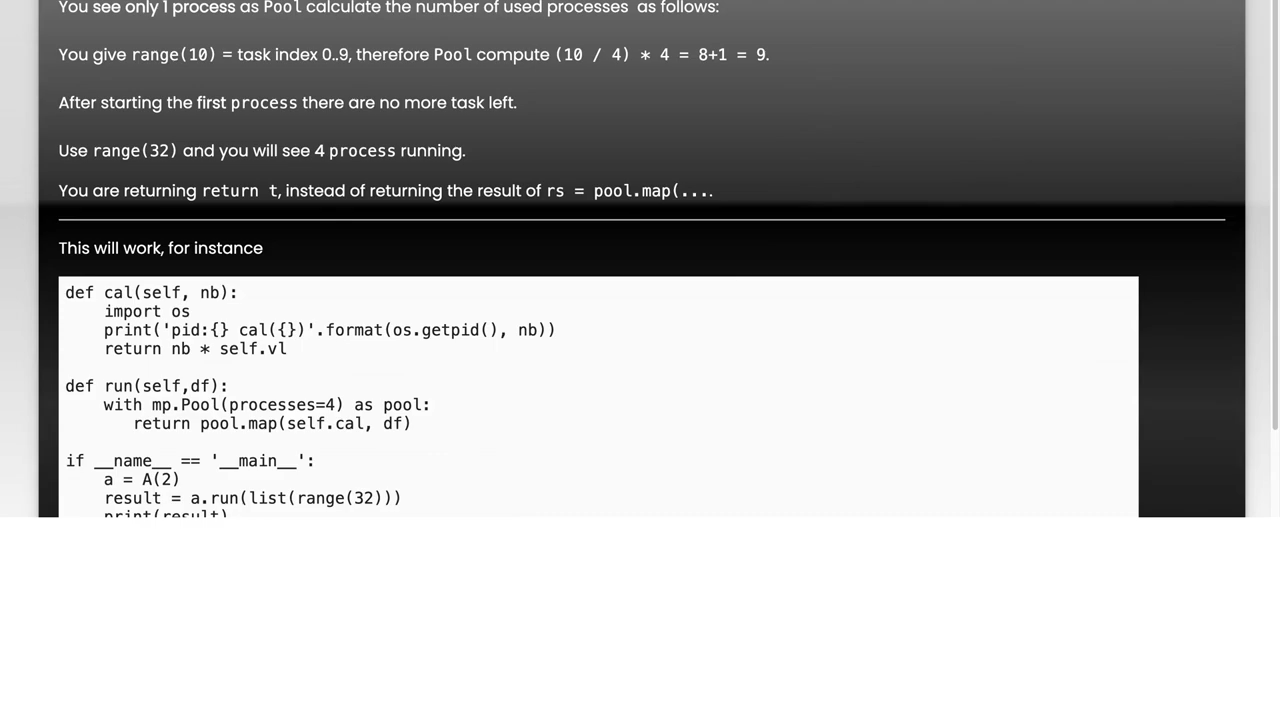 You see only 1 process as Pool calculate the number of used processes as follows:
You give range(10) = task index 0..9, therefore Pool compute (10 / 4) * 4 = 8+1 = 9.
After starting the first process there are no more task left.
Use range(32) and you will see 4 process running.
You are returning return t, instead of returning the result of rs = pool.map(....
This will work, for instance
def cal(self, nb):
    import os
    print('pid:{} cal({})'.format(os.getpid(), nb))
    return nb * self.vl
def run(self,df):
    with mp.Pool(processes=4) as pool:
       return pool.map(self.cal, df)
if __name__ == '__main__':
    a = A(2)
    result = a.run(list(range(32)))
    print(result)